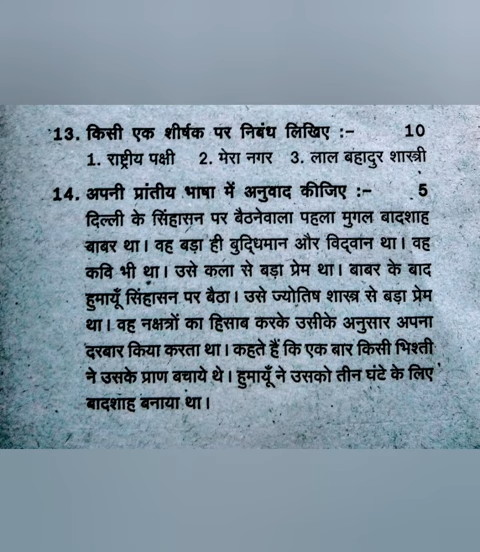 13. किसी एक शीर्षक पर निबंध लिखिए :- 10
1. राष्ट्रीय पक्षी 2. मेरा नगर 3. लाल बहादुर शास्त्री
14. अपनी प्रांतीय भाषा में अनुवाद कीजिए :- 5
दिल्ली के सिंहासन पर बैठनेवाला पहला मुगल बादशाह
बाबर था। वह बड़ा ही बुद्धिमान और विद्वान था। वह
कवि भी था। उसे कला से बड़ा प्रेम था। बाबर के बाद
हुमायूँ सिंहासन पर बैठा। उसे ज्योतिष शास्त्र से बड़ा प्रेम
था। वह नक्षत्रों का हिसाब करके उसीके अनुसार अपना
दरबार किया करता था। कहते हैं कि एक बार किसी भिश्ती
ने उसके प्राण बचाये थे। हुमायूँ ने उसको तीन घंटे के लिए
बादशाह बनाया था।